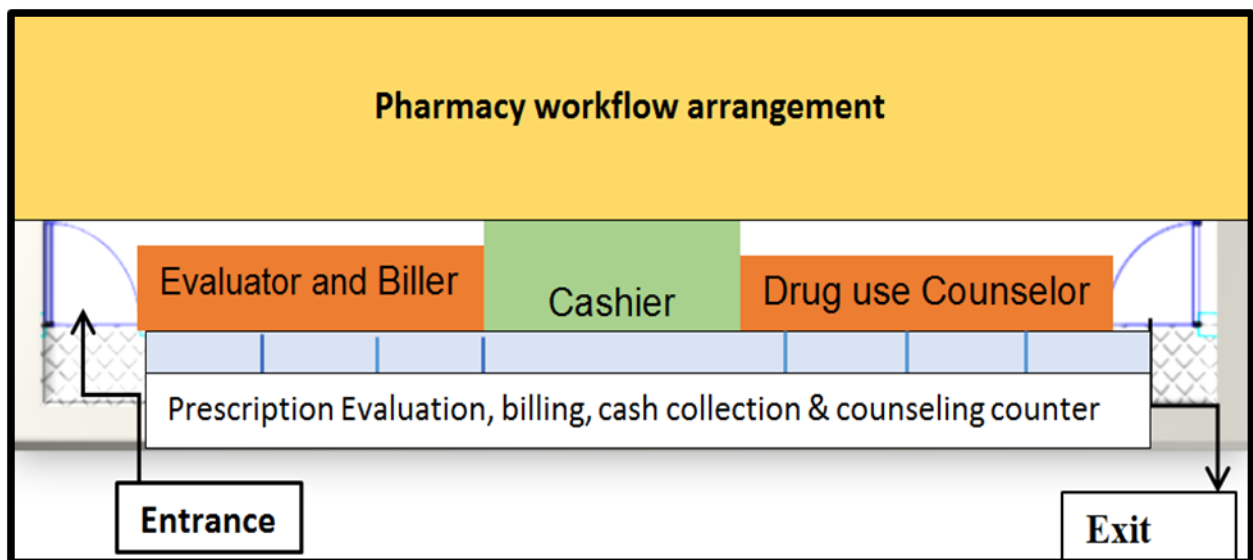 Pharmacy workflow arrangement
Evaluator and Biller
Cashier
Drug use Counselor
Prescription Evaluation, billing, cash collection & counseling counter
Entrance
Exit